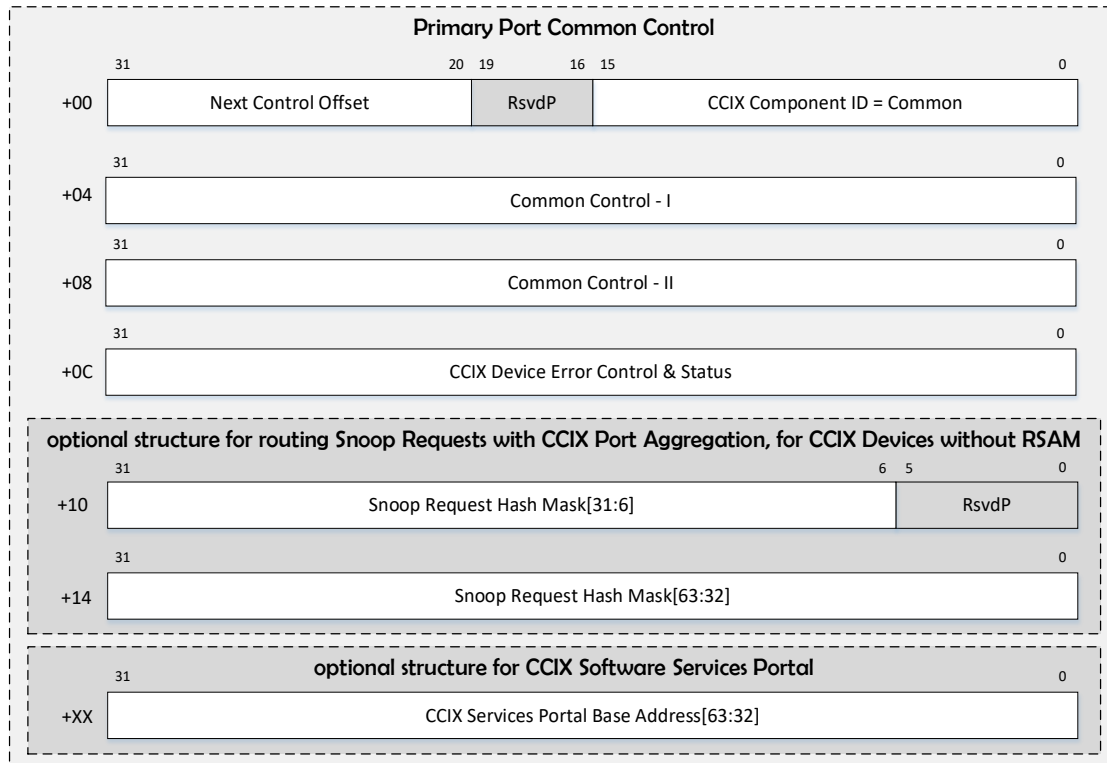 Primary Port Common Control
31 20 19 16 15 0
+00 Next Control Offset RsvdP CCIX Component ID = Common
31 0
+04 Common Control - I
31 0
+08 Common Control - II
31 0
+0C CCIX Device Error Control & Status
optional structure for routing Snoop Requests with CCIX Port Aggregation, for CCIX Devices without RSAM
31 6 5 0
+10 Snoop Request Hash Mask[31:6] RsvdP
31 0
+14 Snoop Request Hash Mask[63:32]
optional structure for CCIX Software Services Portal
31 0
+XX CCIX Services Portal Base Address[63:32]